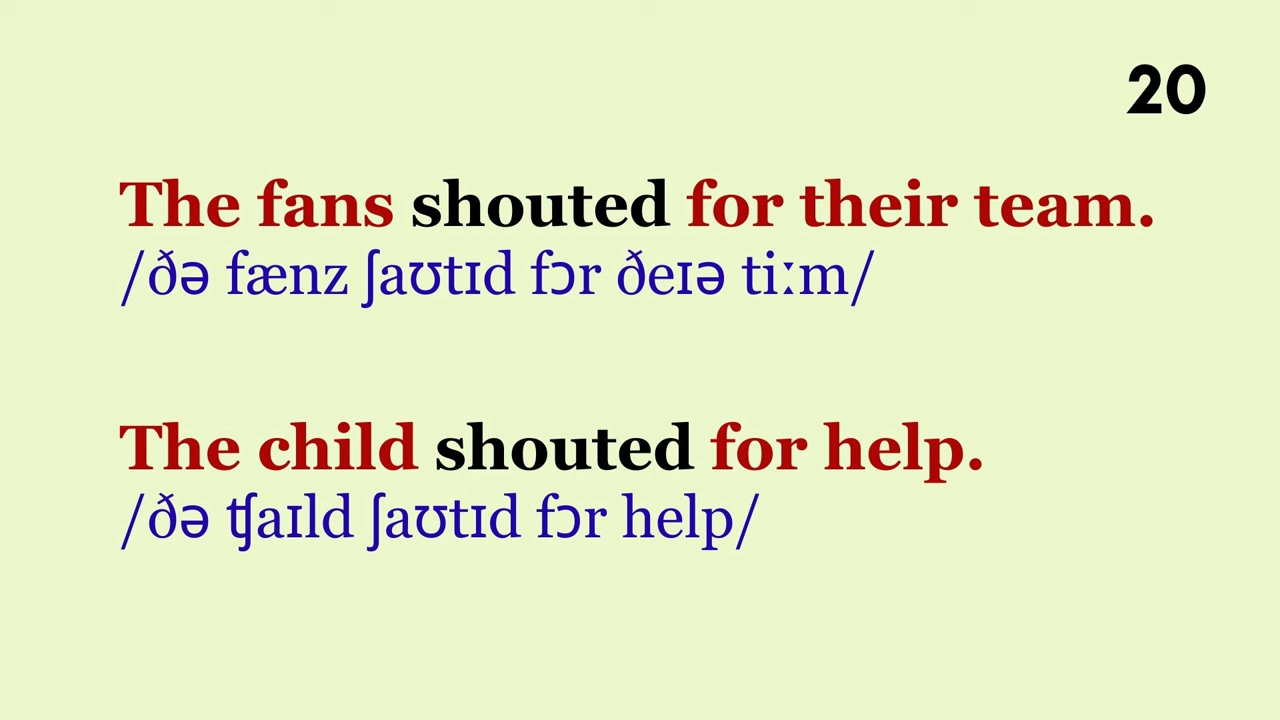 20
The fans shouted for their team.
/ðə fænz ʃaʊtɪd fɔr ðeɪə tiːm/
The child shouted for help.
/ðə ʧaɪld ʃaʊtɪd fɔr help/